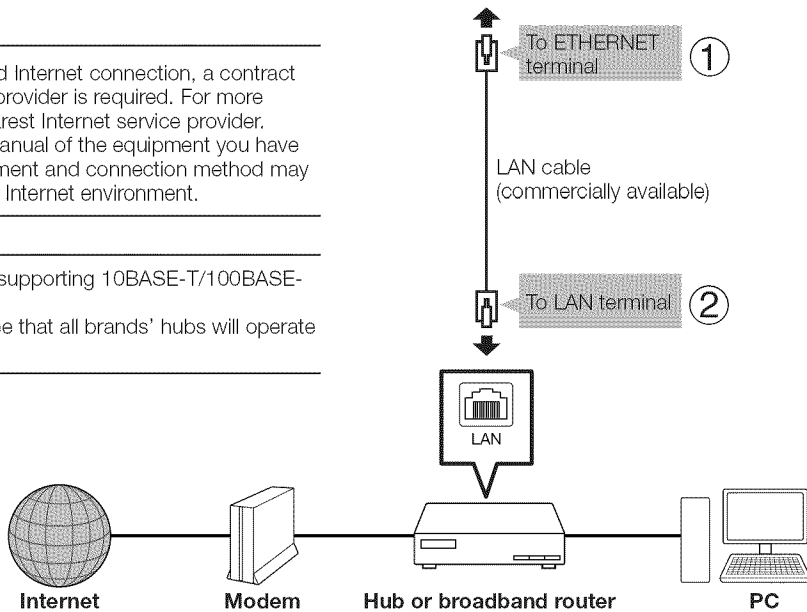 d Internet connection, a contract
provider is required. For more
arest Internet service provider.
anual of the equipment you have
ment and connection method may
Internet environment.
supporting 10BASE-T/100BASE-
e that all brands’ hubs will operate
To ETHERNET
terminal
1
LAN cable
(commercially available)
To LAN terminal
2
LAN
Internet
Modem
Hub or broadband router
PC